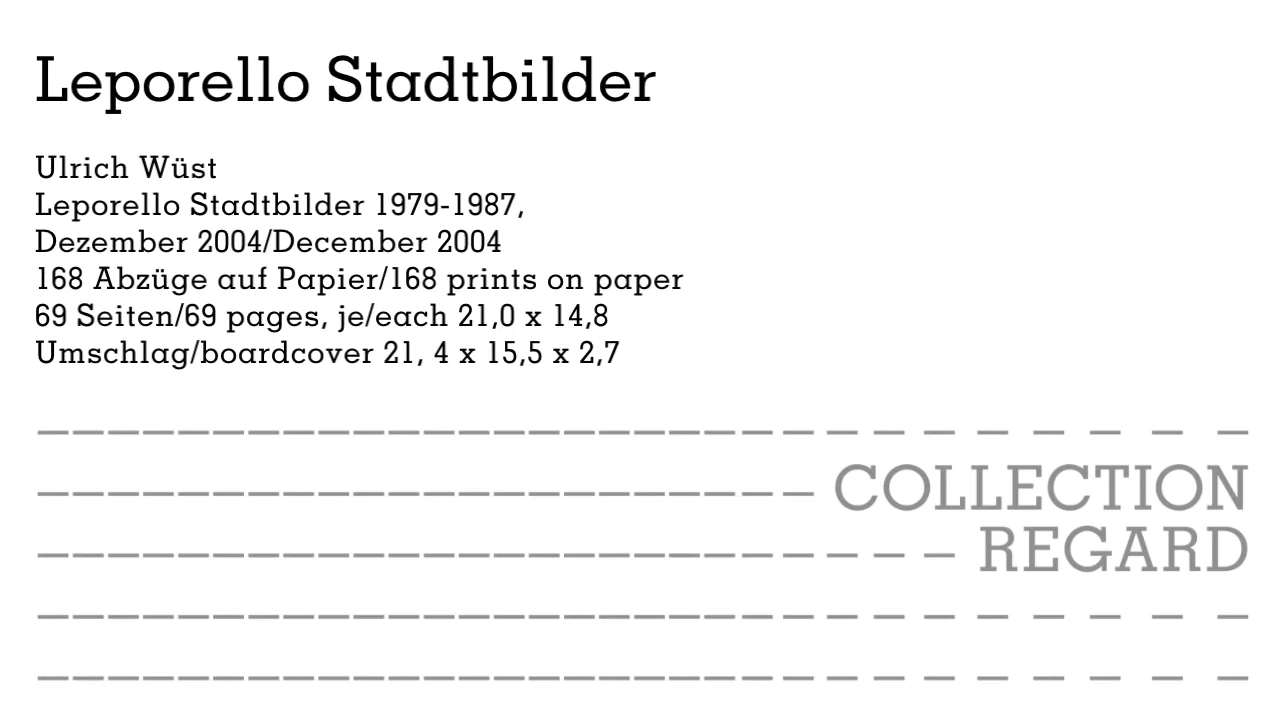 Leporello Stadtbilder
Ulrich Wüst
Leporello Stadtbilder 1979-1987,
Dezember 2004/December 2004
168 Abzüge auf Papier/168 prints on paper
69 Seiten/69 pages, je/each 21,0 x 14,8
Umschlag/boardcover 21, 4 x 15,5 x 2,7
COLLECTION
REGARD